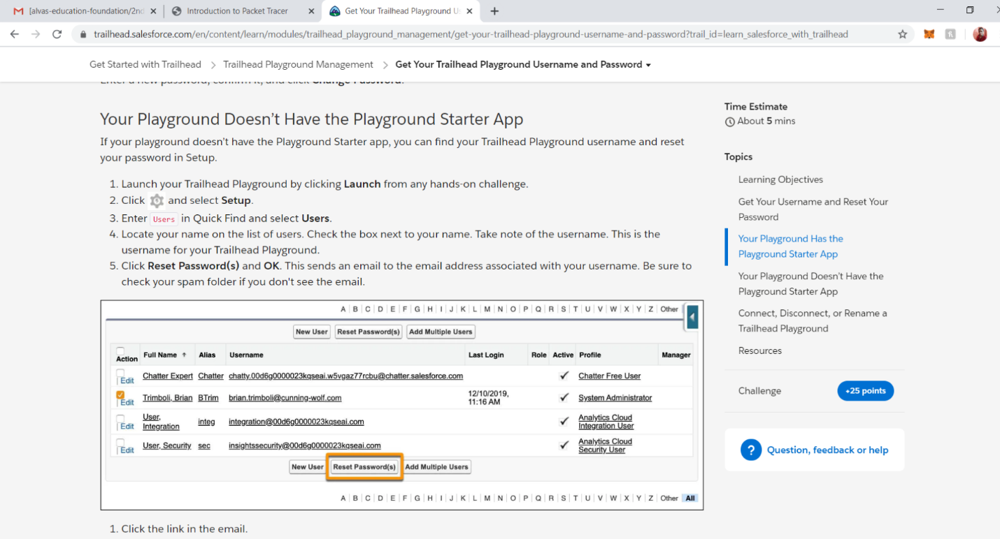 [alvas-education-foundation/2nd
Introduction to Packet Tracer
Get Your Trailhead Playground Us
trailhead.salesforce.com/en/content/learn/modules/trailhead_playground_management/get-your-trailhead-playground-username-and-password?trail_id=learn_salesforce_with_trailhead
Get Started with Trailhead > Trailhead Playground Management > Get Your Trailhead Playground Username and Password
Enter a new password, confirm it, and click Change Password.
Your Playground Doesn’t Have the Playground Starter App
If your playground doesn’t have the Playground Starter app, you can find your Trailhead Playground username and reset
your password in Setup.
1. Launch your Trailhead Playground by clicking Launch from any hands-on challenge.
2. Click and select Setup.
3. Enter Users in Quick Find and select Users.
4. Locate your name on the list of users. Check the box next to your name. Take note of the username. This is the
username for your Trailhead Playground.
5. Click Reset Password(s) and OK. This sends an email to the email address associated with your username. Be sure to
check your spam folder if you don't see the email.
A B C D E F G H I J K L M N O P Q R S T U V W X Y Z Other
New User Reset Password(s) Add Multiple Users
Action Full Name Alias Username Last Login Role Active Profile Manager
Edit Chatter Expert Chatter chatty.00d6g0000023kqseai.w5vgaz77rcbu@chatter.salesforce.com Chatter Free User
Edit Trimboli, Brian BTrim brian.trimboli@cunning-wolf.com 12/10/2019, 11:16 AM System Administrator
Edit User, Integration integ integration@00d6g0000023kqseai.com Analytics Cloud Integration User
Edit User, Security sec insightssecurity@00d6g0000023kqseai.com Analytics Cloud Security User
New User Reset Password(s) Add Multiple Users
A B C D E F G H I J K L M N O P Q R S T U V W X Y Z Other All
1. Click the link in the email.
Time Estimate
About 5 mins
Topics
Learning Objectives
Get Your Username and Reset Your
Password
Your Playground Has the
Playground Starter App
Your Playground Doesn’t Have the
Playground Starter App
Connect, Disconnect, or Rename a
Trailhead Playground
Resources
Challenge +25 points
? Question, feedback or help